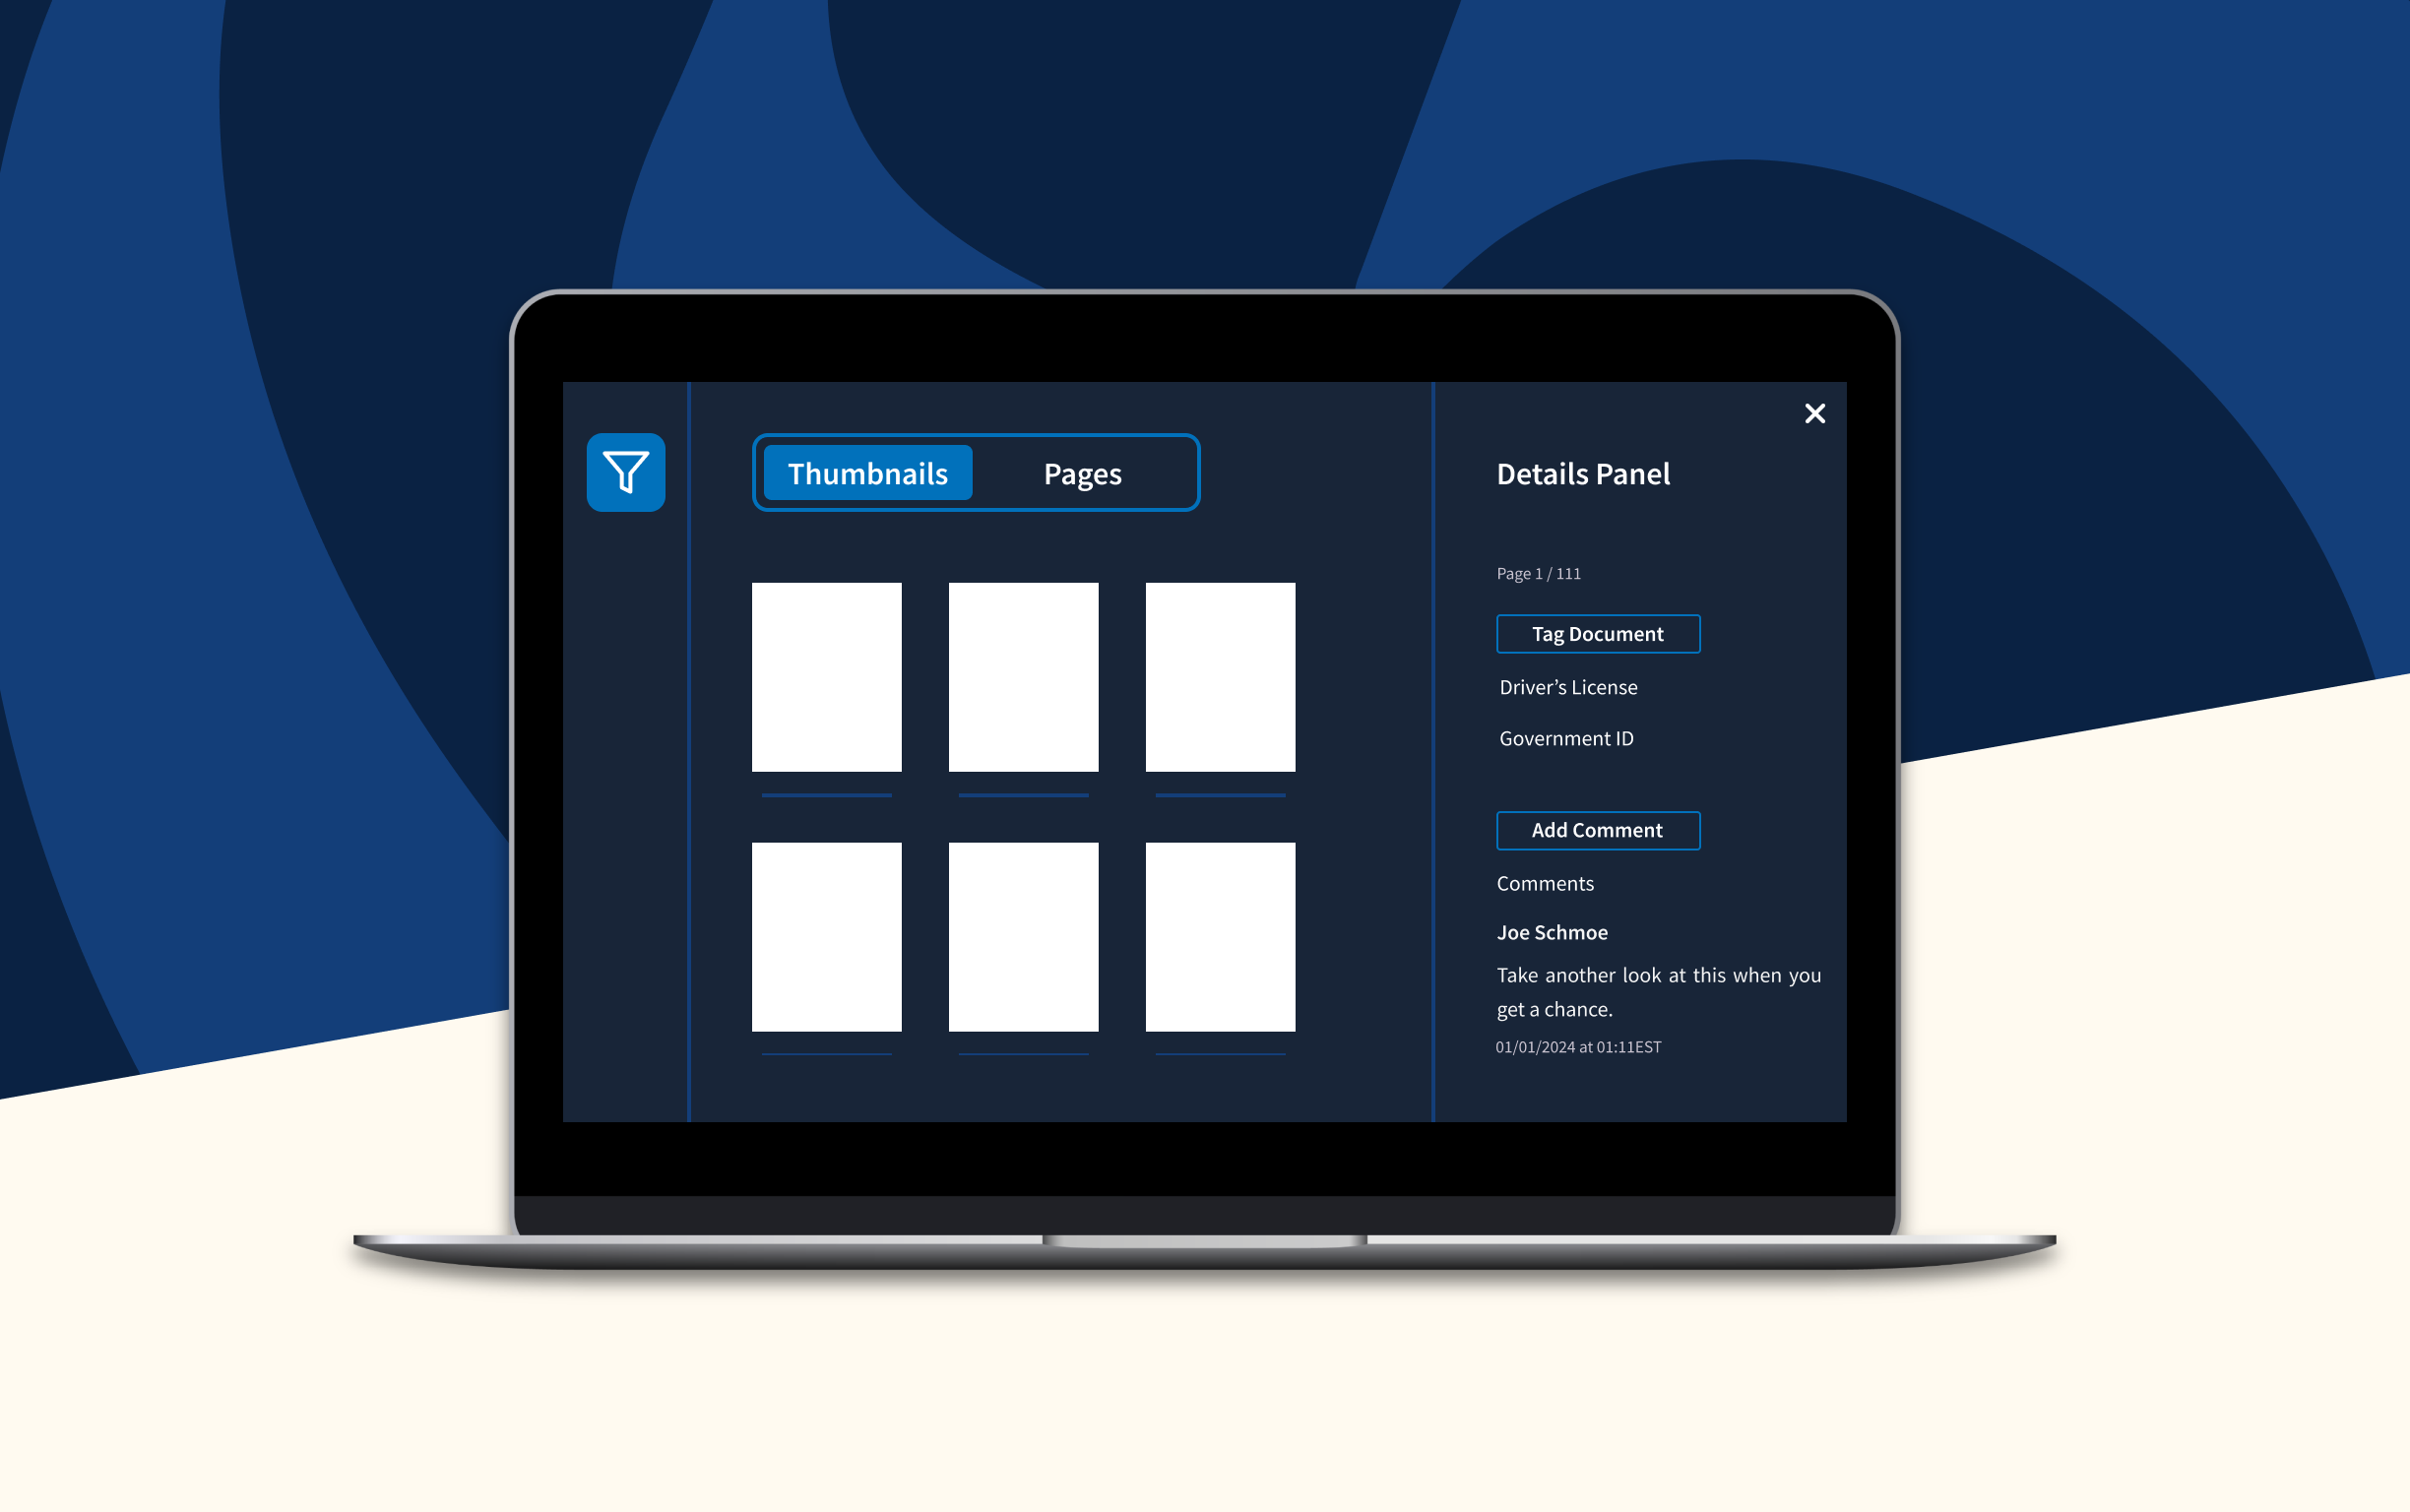 Thumbnails
Pages
Details Panel
Page 1 / 111
Tag Document
Driver’s License
Government ID
Add Comment
Comments
Joe Schmoe
Take another look at this when you
get a chance.
01/01/2024 at 01:11EST